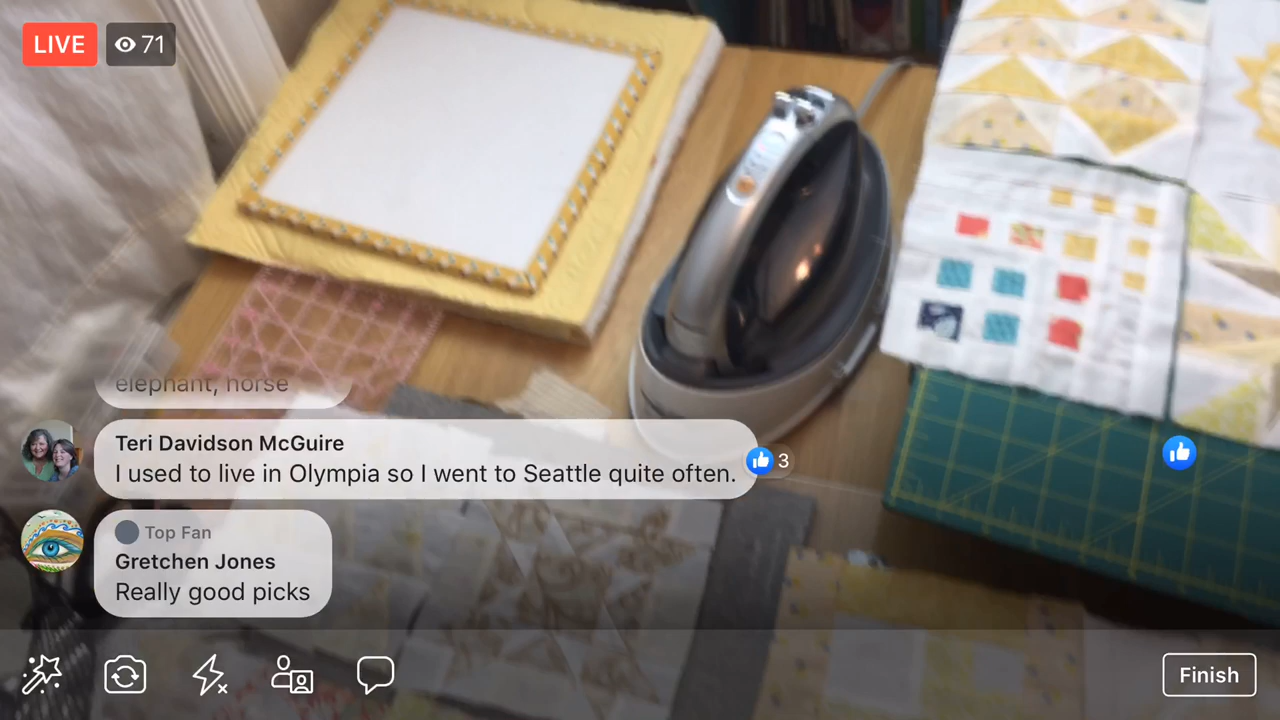 LIVE
71
elephant, horse
Teri Davidson McGuire
I used to live in Olympia so I went to Seattle quite often.
3
Top Fan
Gretchen Jones
Really good picks
Finish